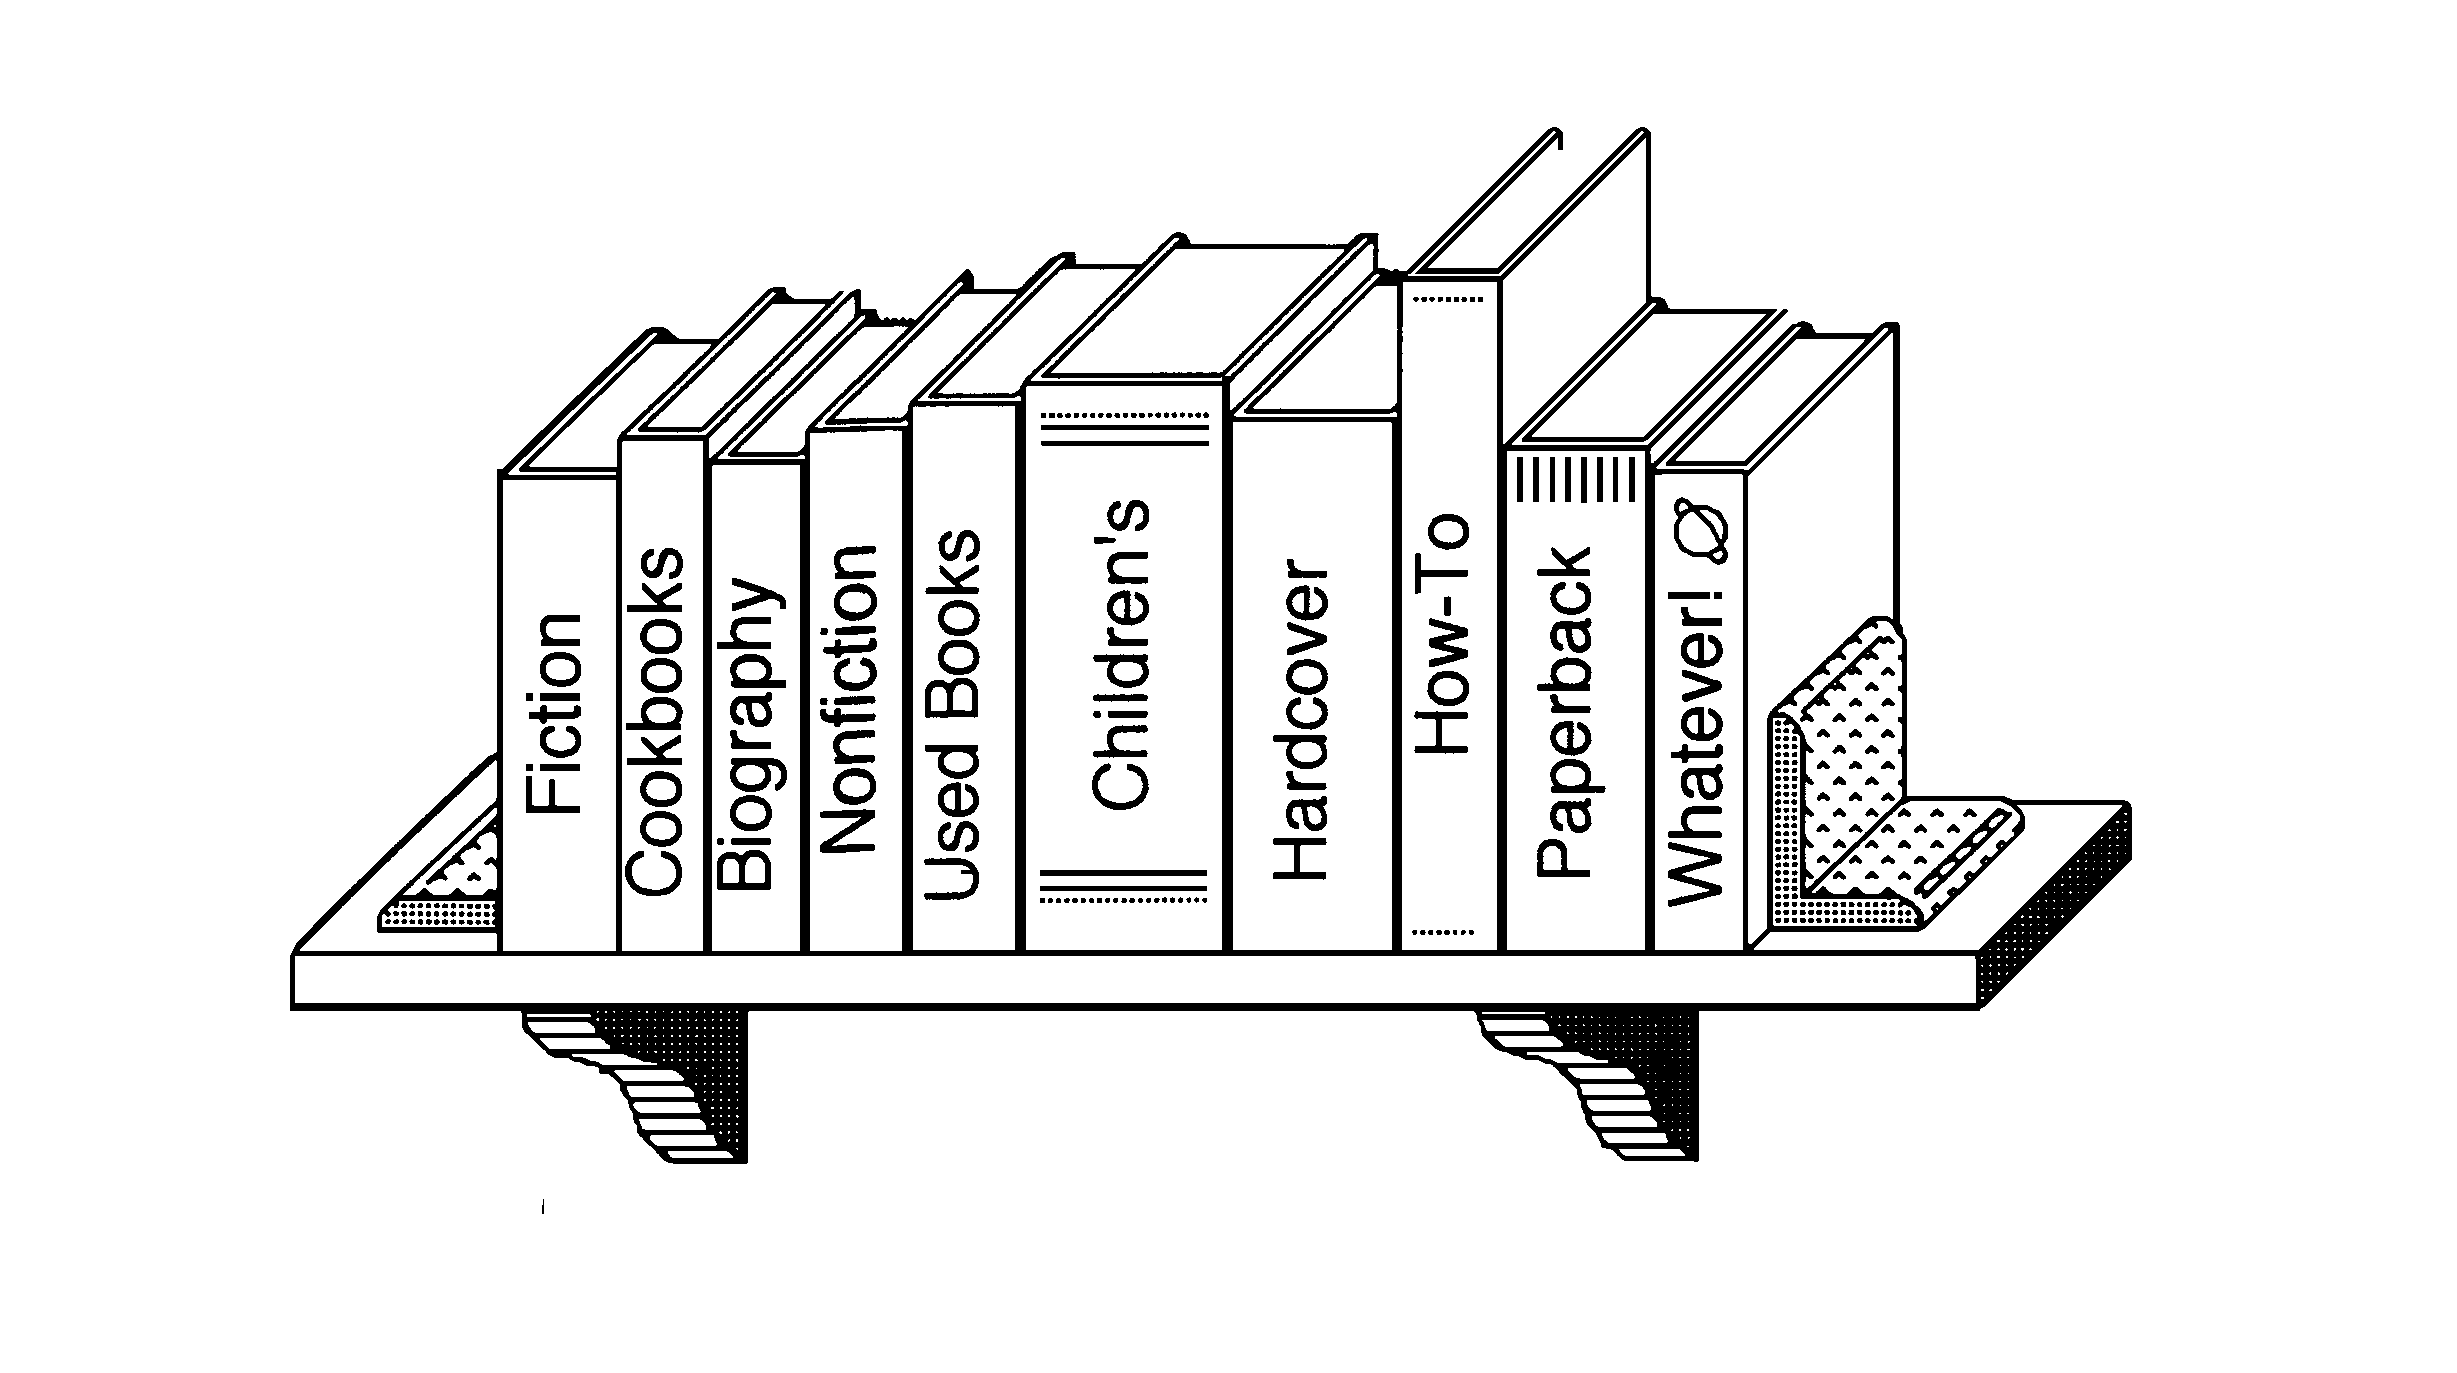 Fiction
Cookbooks
Biography
Nonfiction
Used Books
Children's
Hardcover
How-To
Paperback
Whatever!